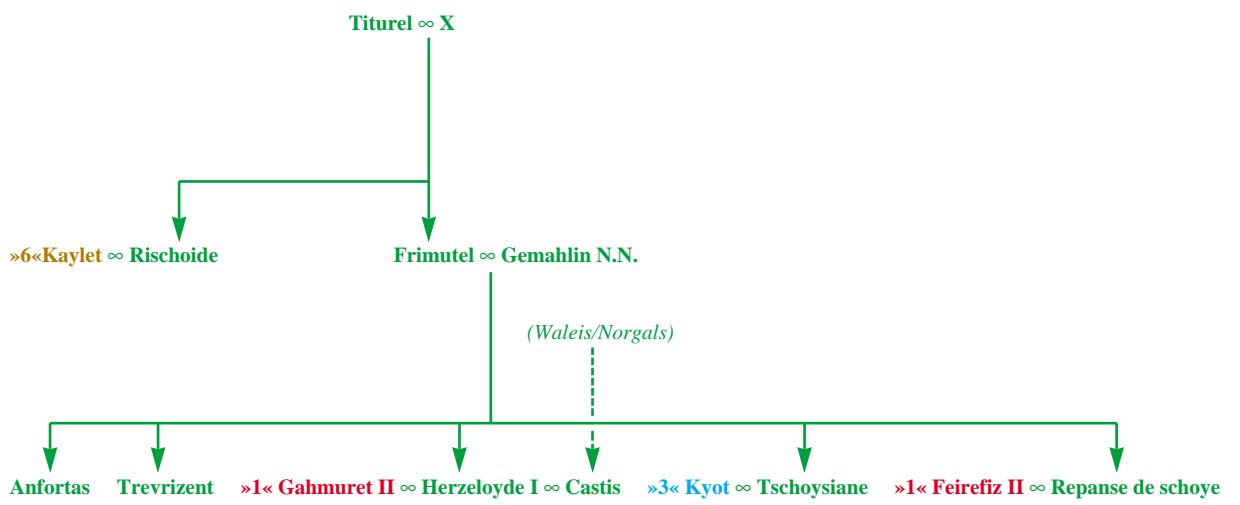 Titurel ∞ X
»6«Kaylet ∞ Rischoide
Frimutel ∞ Gemahlin N.N.
(Waleis/Norgals)
Anfortas
Trevrizent
»1« Gahmuret II ∞ Herzeloyde I ∞ Castis
»3« Kyot ∞ Tschoysiane
»1« Feirefiz II ∞ Repanse de schoye